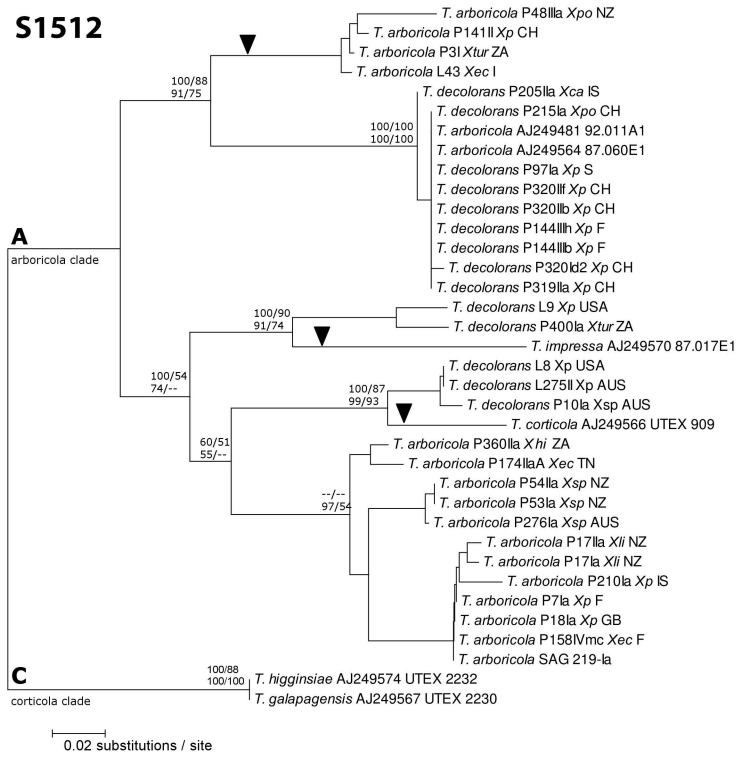 S1512
T. arboricola P48IIIa Xpo NZ
T. arboricola P141II Xp CH
T. arboricola P3I Xtur ZA
T. arboricola L43 Xec I
100/88
91/75
T. decolorans P205IIa Xca IS
T. decolorans P215Ia Xpo CH
100/100
100/100
T. arboricola AJ249481 92.011A1
T. arboricola AJ249564 87.060E1
T. decolorans P97Ia Xp S
T. decolorans P320IIf Xp CH
T. decolorans P320IIb Xp CH
T. decolorans P144IIIh Xp F
T. decolorans P144IIIb Xp F
T. decolorans P320Id2 Xp CH
T. decolorans P319IIa Xp CH
A
arboricola clade
100/90
91/74
T. decolorans L9 Xp USA
T. decolorans P400Ia Xtur ZA
T. impressa AJ249570 87.017E1
100/54
74/--
T. decolorans L8 Xp USA
T. decolorans L275II Xp AUS
T. decolorans P10Ia Xsp AUS
100/87
99/93
T. corticola AJ249566 UTEX 909
60/51
55/--
T. arboricola P360IIa Xhi ZA
T. arboricola P174IIaA Xec TN
--/--
97/54
T. arboricola P54IIa Xsp NZ
T. arboricola P53Ia Xsp NZ
T. arboricola P276Ia Xsp AUS
T. arboricola P17IIa Xli NZ
T. arboricola P17Ia Xli NZ
T. arboricola P210Ia Xp IS
T. arboricola P7Ia Xp F
T. arboricola P18Ia Xp GB
T. arboricola P158IVmc Xec F
T. arboricola SAG 219-Ia
C
corticola clade
100/88
100/100
T. higginsiae AJ249574 UTEX 2232
T. galapagensis AJ249567 UTEX 2230
0.02 substitutions / site